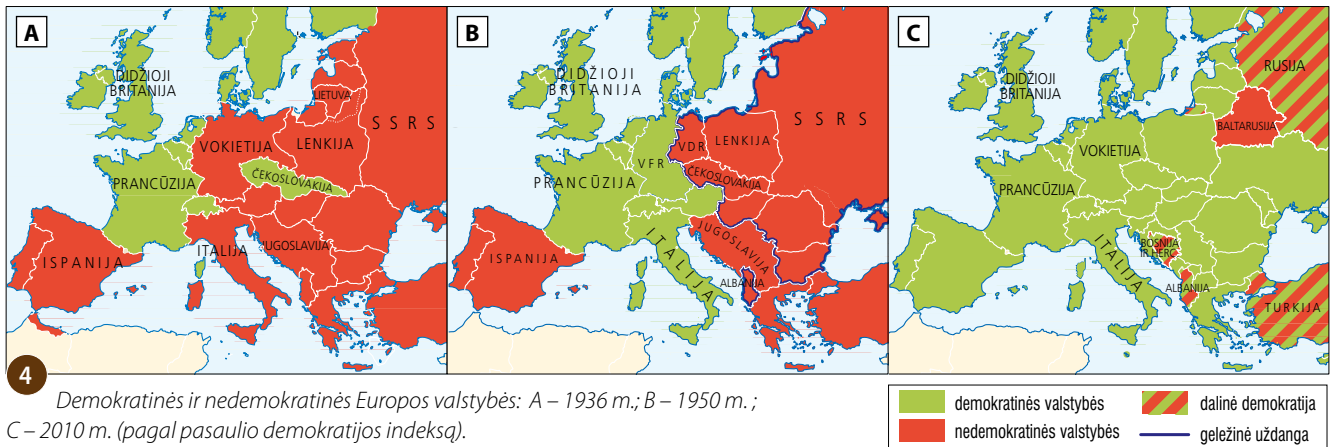 A
DIDŽIOJI
BRITANIJA
LIETUVA
SSRS
VOKIETIJA
LENKIJA
PRANCŪZIJA
ČEKOSLOVAKIJA
ITALIJA
JUGOSLAVIJA
ISPANIJA
B
DIDŽIOJI
BRITANIJA
SSRS
VDR
LENKIJA
VFR
ČEKOSLOVAKIJA
PRANCŪZIJA
ITALIJA
JUGOSLAVIJA
ISPANIJA
ALBANIJA
C
RUSIJA
DIDŽIOJI
BRITANIJA
BALTARUSIJA
VOKIETIJA
PRANCŪZIJA
ITALIJA
BOSNIJA
IR HERC.
ALBANIJA
TURKIJA
4
Demokratinės ir nedemokratinės Europos valstybės: A – 1936 m.; B – 1950 m. ;
C – 2010 m. (pagal pasaulio demokratijos indeksą).
demokratinės valstybės
nedemokratinės valstybės
dalinė demokratija
geležinė uždanga